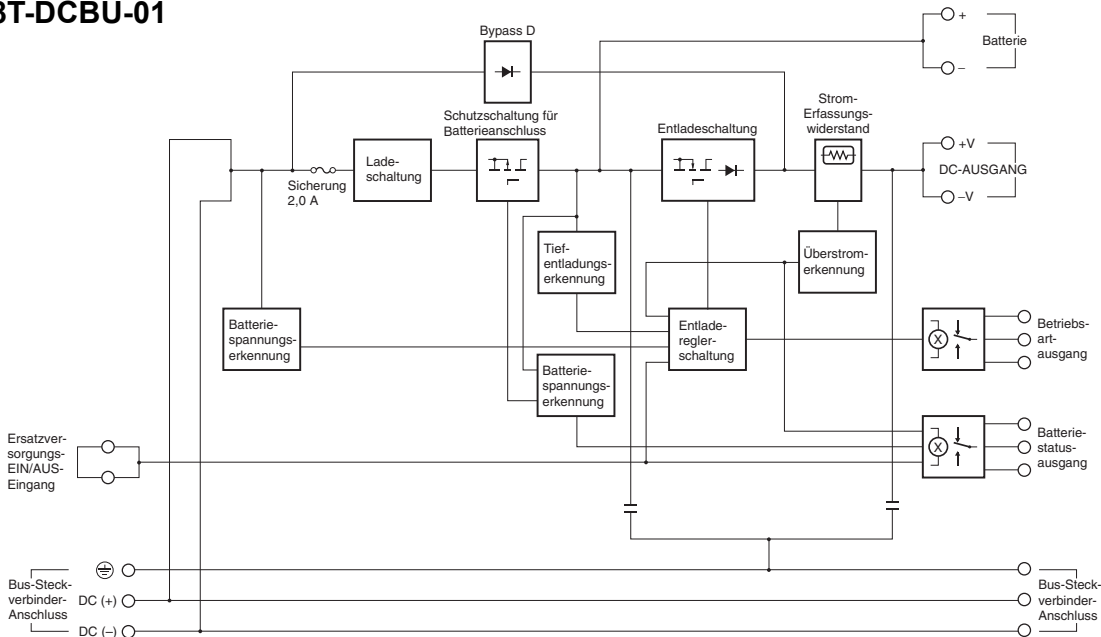 8T-DCBU-01
Bypass D
+
Batterie
–
Schutzschaltung für
Batterieanschluss
Entladeschaltung
Strom-
Erfassungs-
widerstand
+V
DC-AUSGANG
–V
Sicherung
2,0 A
Lade-
schaltung
Tief-
entladungs-
erkennung
Überstrom-
erkennung
Batterie-
spannungs-
erkennung
Entlade-
regler-
schaltung
X
Betriebs-
art-
ausgang
Batterie-
spannungs-
erkennung
X
Batterie-
status-
ausgang
Ersatzver-
sorgungs-
EIN/AUS-
Eingang
Bus-Steck-
verbinder-
Anschluss
DC (+)
DC (–)
Bus-Steck-
verbinder-
Anschluss